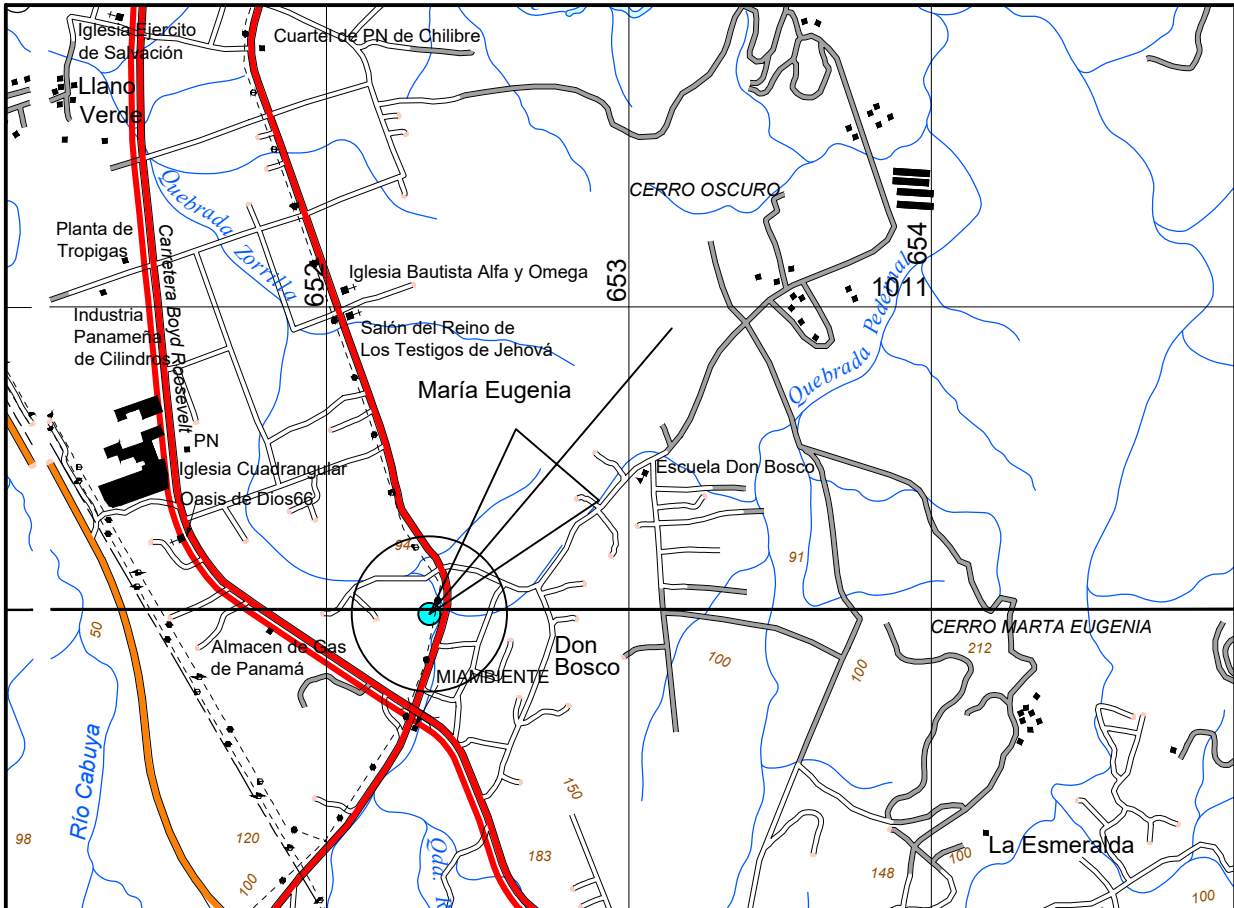 Iglesia Ejercito
de Salvación
Cuartel de PN de Chilibre
Llano
Verde
Quebrada Zorrilla
CERRO OSCURO
Planta de
Tropigas
Carretera Boyd Roosevelt
652
653
654
1011
Iglesia Bautista Alfa y Omega
Industria
Panameña
de Cilindros
Salón del Reino de
Los Testigos de Jehová
Quebrada Pedernal
María Eugenia
PN
Iglesia Cuadrangular
Oasis de Dios66
Escuela Don Bosco
94
91
50
Almacen de Gas
de Panamá
MIAMBIENTE
Don
Bosco
100
100
CERRO MARTA EUGENIA
212
Río Cabuya
150
98
120
183
100
Qda. R
148
100
La Esmeralda
100